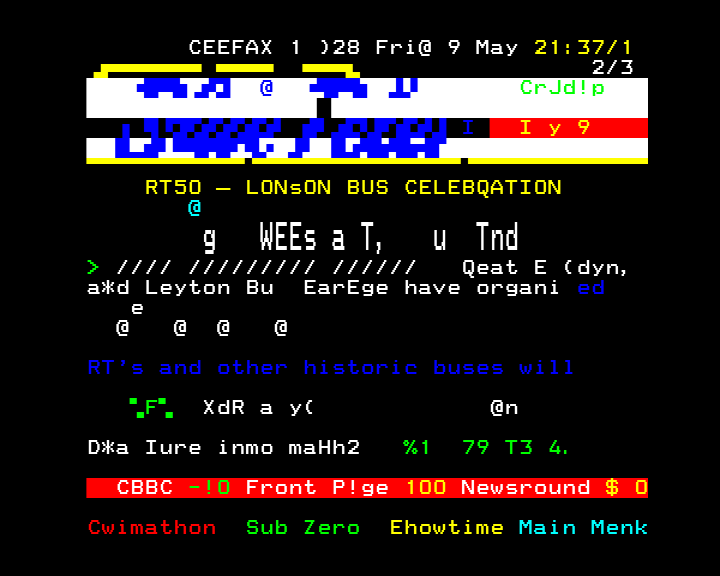 CEEFAX 1 )28 Fri@ 9 May 21:37/1
2/3
@ CrJd!p
I I y 9
RT50 – LONsON BUS CELEBQATION
@
g WEEs a T, u Tnd
> //// ///////// ////// Qeat E (dyn,
a*d Leyton Bu EarEge have organi ed
e
@ @ @ @
RT's and other historic buses will
F XdR a y( @n
D*a Iure inmo maHh2 %1 79 T3 4.
CBBC -!O Front P!ge 100 Newsround $ 0
Cwimathon Sub Zero Ehowtime Main Menk